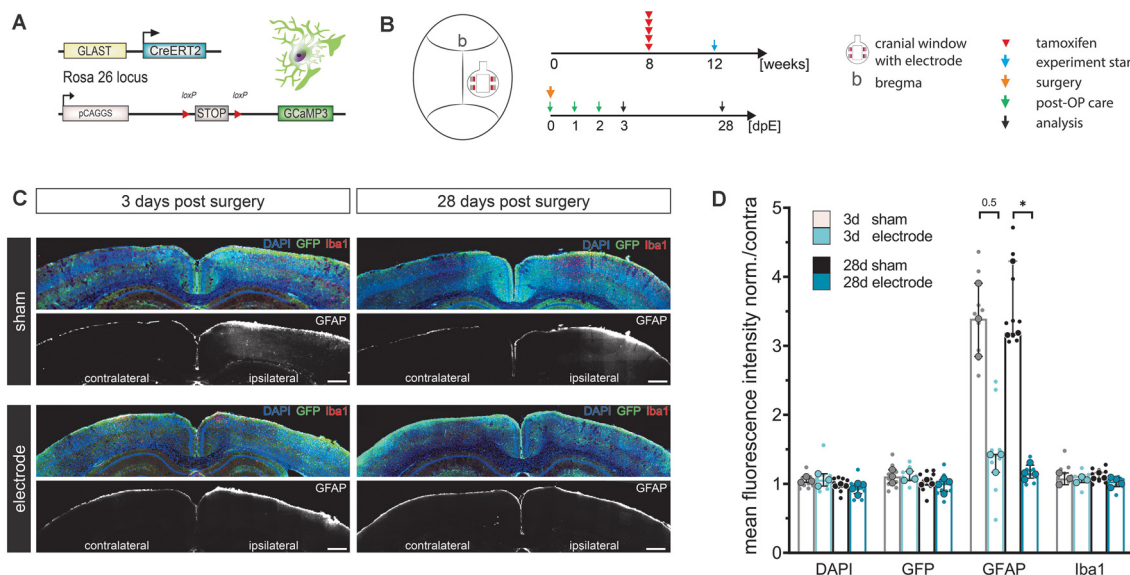 A
GLAST
CreERT2
Rosa 26 locus
pCAGGS
loxP
STOP
loxP
GCaMP3
B
b
0
8
12
[weeks]
0
1
2
3
28
[dpE]
cranial window
with electrode
b
bregma
tamoxifen
experiment star
surgery
post-OP care
analysis
C
3 days post surgery
28 days post surgery
sham
DAPI GFP Iba1
DAPI GFP Iba1
GFAP
contralateral
ipsilateral
GFAP
contralateral
ipsilateral
electrode
DAPI GFP Iba1
DAPI GFP Iba1
GFAP
contralateral
ipsilateral
GFAP
contralateral
ipsilateral
D
mean fluorescence intensity norm./contra
5
4
3
2
1
0
3d sham
3d electrode
28d sham
28d electrode
0.5
*
DAPI
GFP
GFAP
Iba1